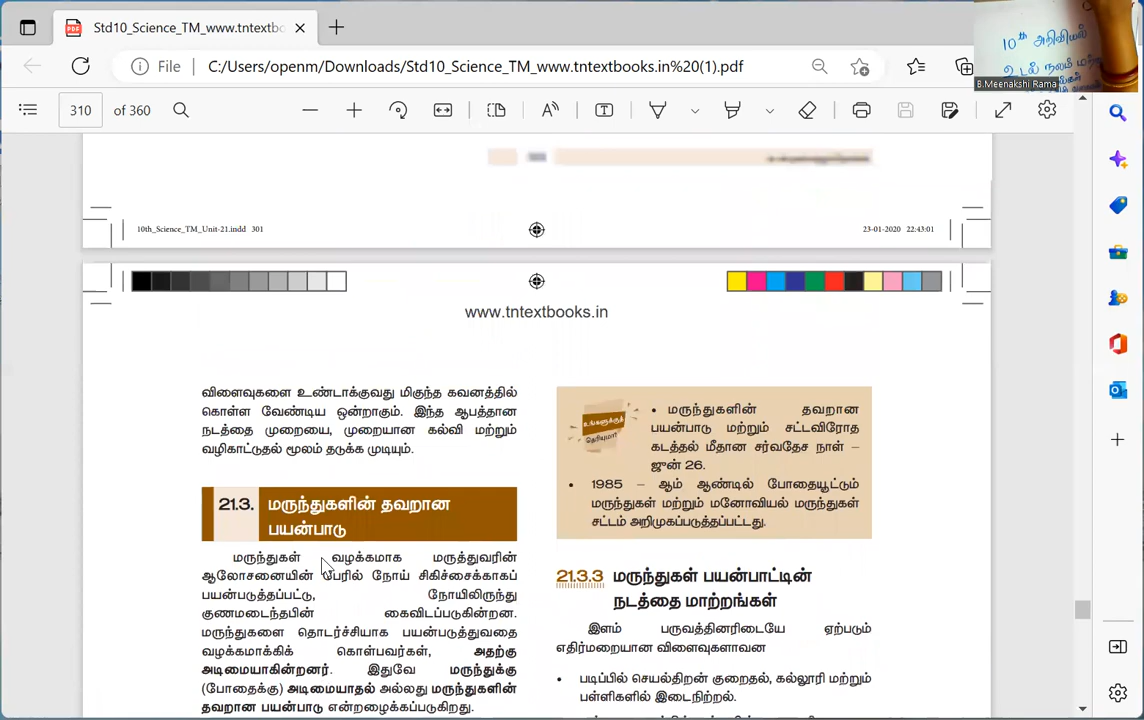 Std10_Science_TM_www.tntextbo
File
C:/Users/openm/Downloads/Std10_Science_TM_www.tntextbooks.in%20(1).pdf
310
of 360
10th அறிவியல்
உடல் நலம்
B.Meenakshi Rama
10th_Science_TM_Unit-21.indd 301
23-01-2020 22:43:01
www.tntextbooks.in
விளைவுகளை உண்டாக்குவது மிகுந்த கவனத்தில்
கொள்ள வேண்டிய ஒன்றாகும். இந்த ஆபத்தான
நடத்தை முறையை, முறையான கல்வி மற்றும்
வழிகாட்டுதல் மூலம் தடுக்க முடியும்.
21.3. மருந்துகளின் தவறான
பயன்பாடு
மருந்துகள் வழக்கமாக மருத்துவரின்
ஆலோசனையின் பேரில் நோய் சிகிச்சைக்காகப்
பயன்படுத்தப்பட்டு, நோயிலிருந்து
குணமடைந்தபின் கைவிடப்படுகின்றன.
மருந்துகளை தொடர்ச்சியாக பயன்படுத்துவதை
வழக்கமாக்கிக் கொள்பவர்கள், அதற்கு
அடிமையாகின்றனர். இதுவே மருந்துக்கு
(போதைக்கு) அடிமையாதல் அல்லது மருந்துகளின்
தவறான பயன்பாடு என்றழைக்கப்படுகிறது.
உங்களுக்குத்
தெரியுமா?
• மருந்துகளின் தவறான
பயன்பாடு மற்றும் சட்டவிரோத
கடத்தல் மீதான சர்வதேச நாள் –
ஜுன் 26.
• 1985 – ஆம் ஆண்டில் போதையூட்டும்
மருந்துகள் மற்றும் மனோவியல் மருந்துகள்
சட்டம் அறிமுகப்படுத்தப்பட்டது.
21.3.3 மருந்துகள் பயன்பாட்டின்
நடத்தை மாற்றங்கள்
இளம் பருவத்தினரிடையே ஏற்படும்
எதிர்மறையான விளைவுகளாவன
• படிப்பில் செயல்திறன் குறைதல், கல்லூரி மற்றும்
பள்ளிகளில் இடைநிற்றல்.